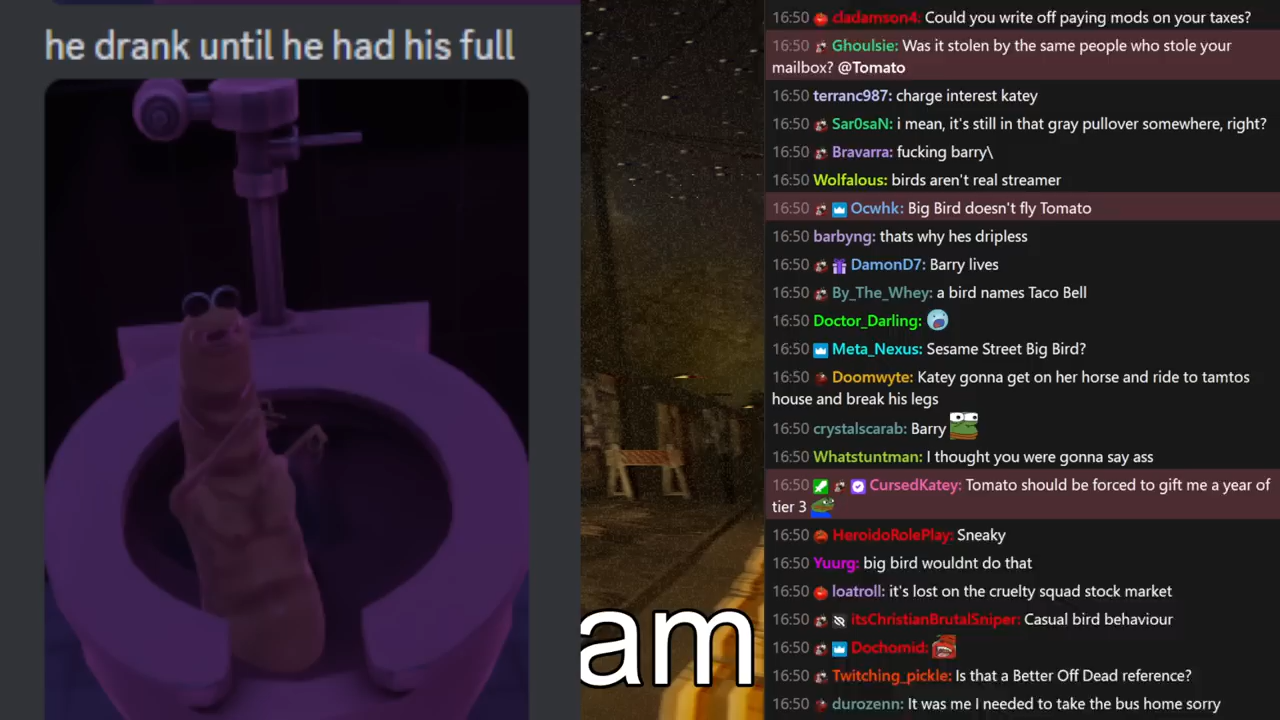 he drank until he had his full
am
16:50 cladamson4: Could you write off paying mods on your taxes?
16:50 Ghoulsie: Was it stolen by the same people who stole your
mailbox? @Tomato
16:50 terranc987: charge interest katey
16:50 Sar0saN: i mean, it's still in that gray pullover somewhere, right?
16:50 Bravarra: fucking barry\
16:50 Wolfalous: birds aren't real streamer
16:50 Ocwhk: Big Bird doesn't fly Tomato
16:50 barbyng: thats why hes dripless
16:50 DamonD7: Barry lives
16:50 By_The_Whey: a bird names Taco Bell
16:50 Doctor_Darling:
16:50 Meta_Nexus: Sesame Street Big Bird?
16:50 Doomwyte: Katey gonna get on her horse and ride to tamtos
house and break his legs
16:50 crystalscarab: Barry
16:50 Whatstuntman: I thought you were gonna say ass
16:50 CursedKatey: Tomato should be forced to gift me a year of
tier 3
16:50 HeroidoRolePlay: Sneaky
16:50 Yuurg: big bird wouldnt do that
16:50 loatroll: it's lost on the cruelty squad stock market
16:50 itsChristianBrutalSniper: Casual bird behaviour
16:50 Dochomid:
16:50 Twitching_pickle: Is that a Better Off Dead reference?
16:50 durozenn: It was me I needed to take the bus home sorry